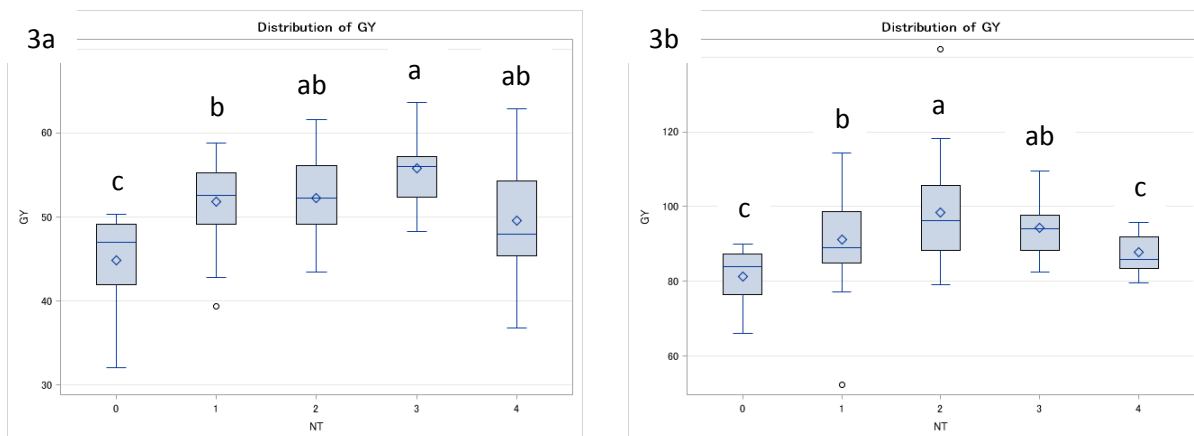 3a
Distribution of GY
c
b
ab
a
ab
60
50
40
30
GY
0 1 2 3 4
NT
3b
Distribution of GY
c
b
a
ab
c
120
100
80
60
GY
0 1 2 3 4
NT